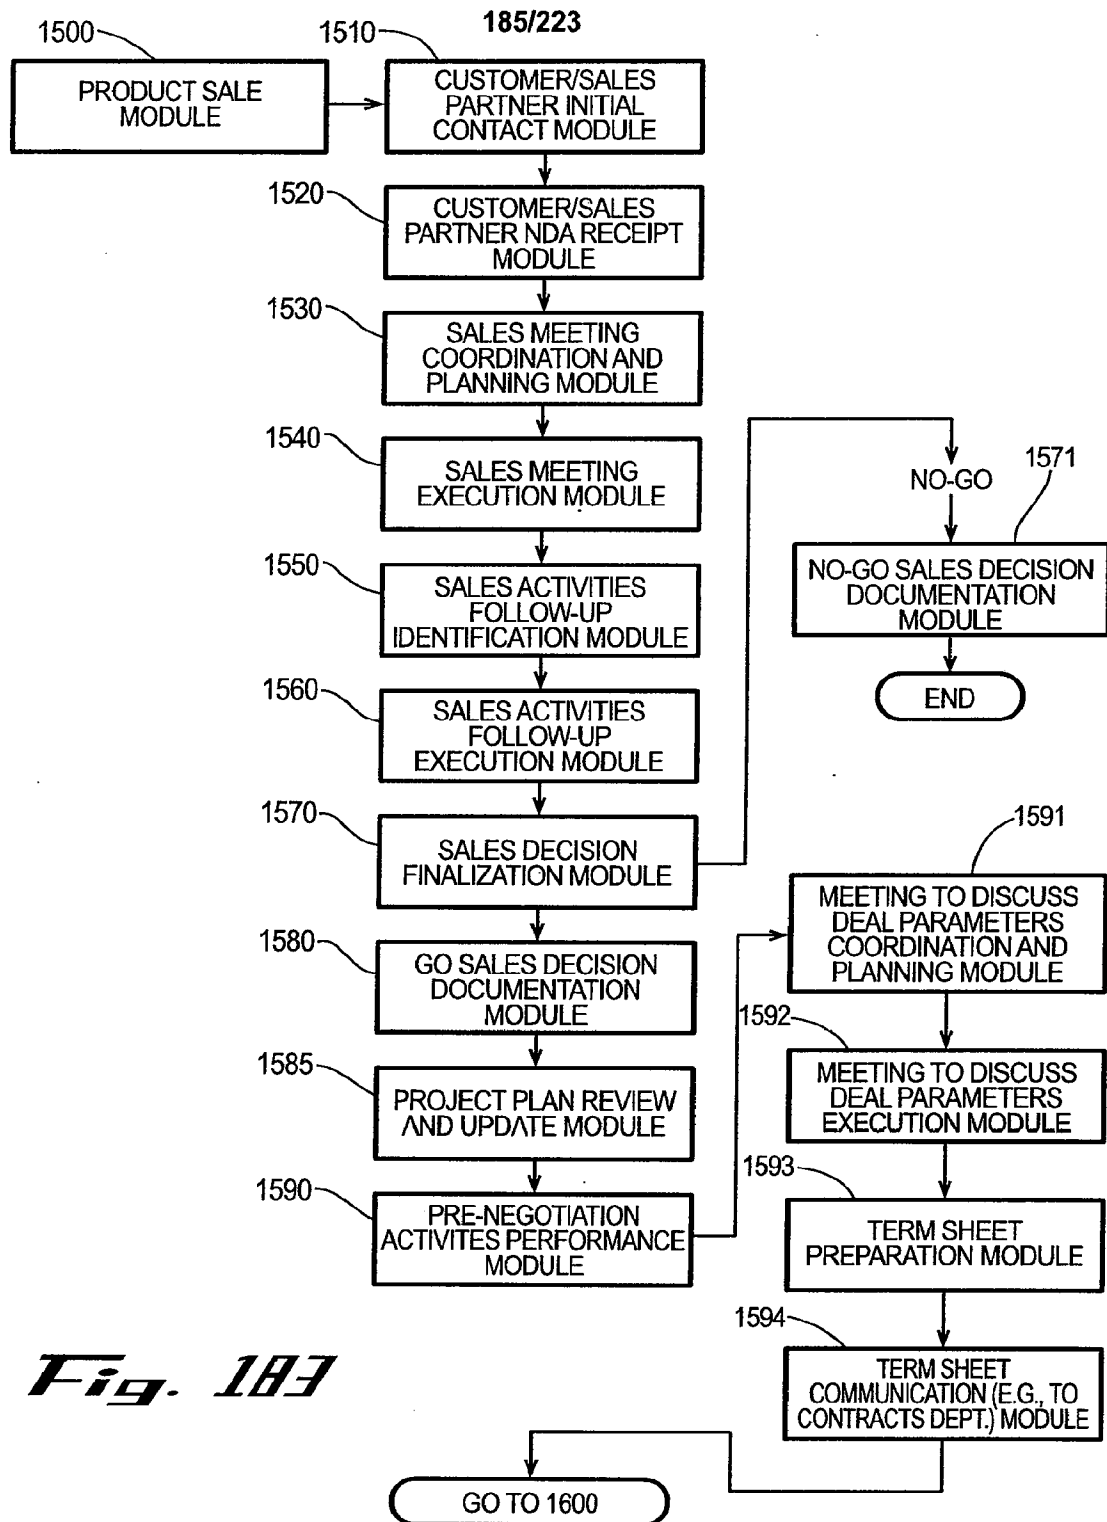 185/223
1500
PRODUCT SALE
MODULE
1510
CUSTOMER/SALES
PARTNER INITIAL
CONTACT MODULE
1520
CUSTOMER/SALES
PARTNER NDA RECEIPT
MODULE
1530
SALES MEETING
COORDINATION AND
PLANNING MODULE
1540
SALES MEETING
EXECUTION MODULE
1550
SALES ACTIVITIES
FOLLOW-UP
IDENTIFICATION MODULE
1560
SALES ACTIVITIES
FOLLOW-UP
EXECUTION MODULE
1570
SALES DECISION
FINALIZATION MODULE
NO-GO
1571
NO-GO SALES DECISION
DOCUMENTATION
MODULE
END
1580
GO SALES DECISION
DOCUMENTATION
MODULE
1585
PROJECT PLAN REVIEW
AND UPDATE MODULE
1590
PRE-NEGOTIATION
ACTIVITES PERFORMANCE
MODULE
1591
MEETING TO DISCUSS
DEAL PARAMETERS
COORDINATION AND
PLANNING MODULE
1592
MEETING TO DISCUSS
DEAL PARAMETERS
EXECUTION MODULE
1593
TERM SHEET
PREPARATION MODULE
1594
TERM SHEET
COMMUNICATION (E.G., TO
CONTRACTS DEPT.) MODULE
GO TO 1600
Fig. 183